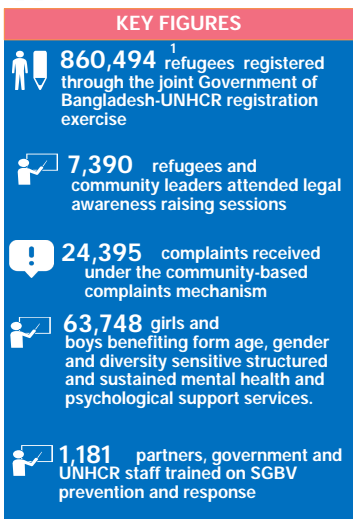 KEY FIGURES
860,494 1 refugees registered
through the joint Government of
Bangladesh-UNHCR registration
exercise
7,390 refugees and
community leaders attended legal
awareness raising sessions
! 24,395 complaints received
under the community-based
complaints mechanism
63,748 girls and
boys benefiting form age, gender
and diversity sensitive structured
and sustained mental health and
psychological support services.
1,181 partners, government and
UNHCR staff trained on SGBV
prevention and response